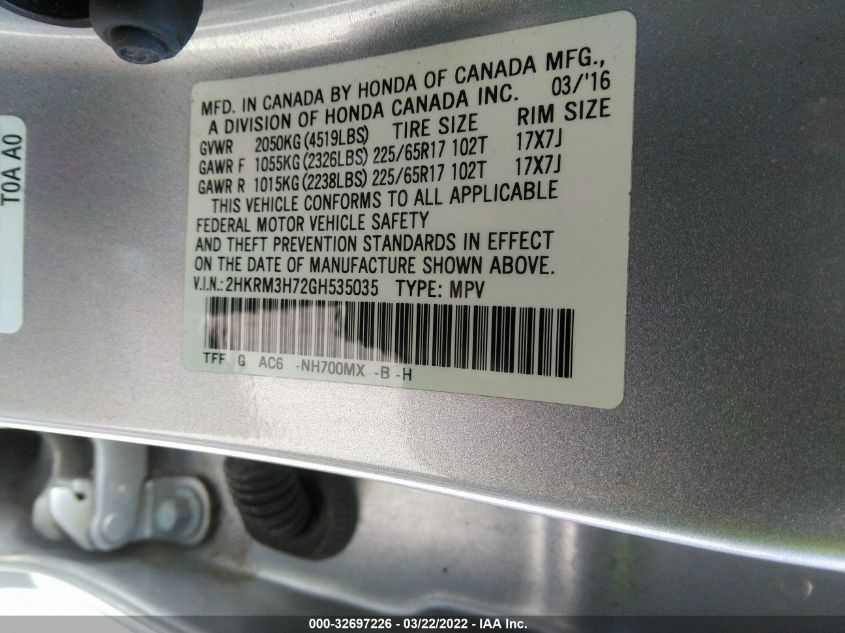 MFD. IN CANADA BY HONDA OF CANADA MFG.,
A DIVISION OF HONDA CANADA INC. 03/'16
GVWR 2050KG(4519LBS) TIRE SIZE RIM SIZE
GAWR F 1055KG(2326LBS) 225/65R17 102T 17X7J
GAWR R 1015KG(2238LBS) 225/65R17 102T 17X7J
THIS VEHICLE CONFORMS TO ALL APPLICABLE
FEDERAL MOTOR VEHICLE SAFETY
AND THEFT PREVENTION STANDARDS IN EFFECT
ON THE DATE OF MANUFACTURE SHOWN ABOVE.
V.I.N.: 2HKRM3H72GH535035 TYPE: MPV
TFF G AC6 -NH700MX -B -H
T0A A0
000-32697226 - 03/22/2022 - IAA Inc.